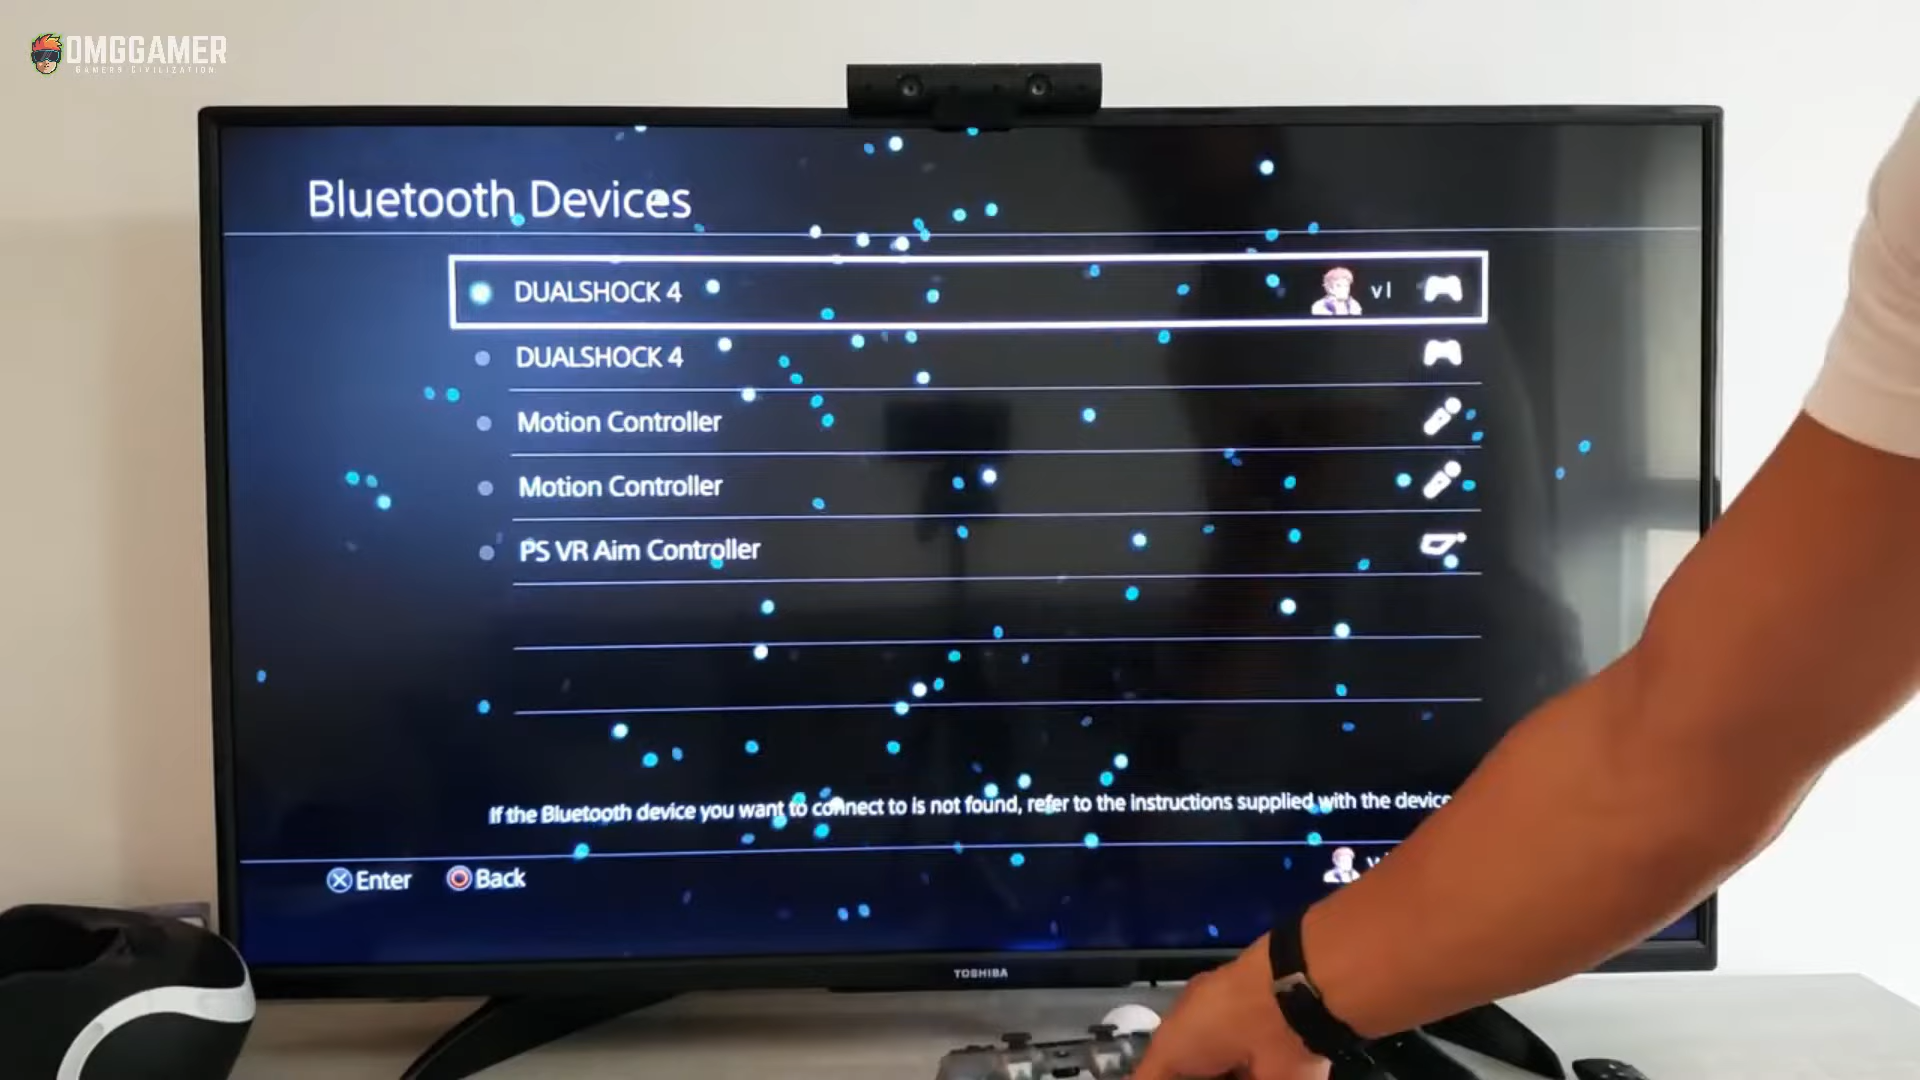 OMGGAMER
GAMERS CIVILIZATION
Bluetooth Devices
DUALSHOCK 4
DUALSHOCK 4
Motion Controller
Motion Controller
PS VR Aim Controller
If the Bluetooth device you want to connect to is not found, refer to the instructions supplied with the device
Enter
Back
TOSHIBA